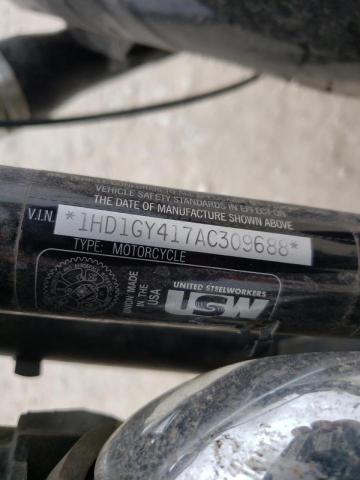 VEHICLE SAFETY STANDARDS IN EFFECT ON
THE DATE OF MANUFACTURE SHOWN ABOVE
V.I.N. *1HD1GY417AC309688*
TYPE: MOTORCYCLE
UNION MADE
IN THE
USA
UNITED STEELWORKERS
USW